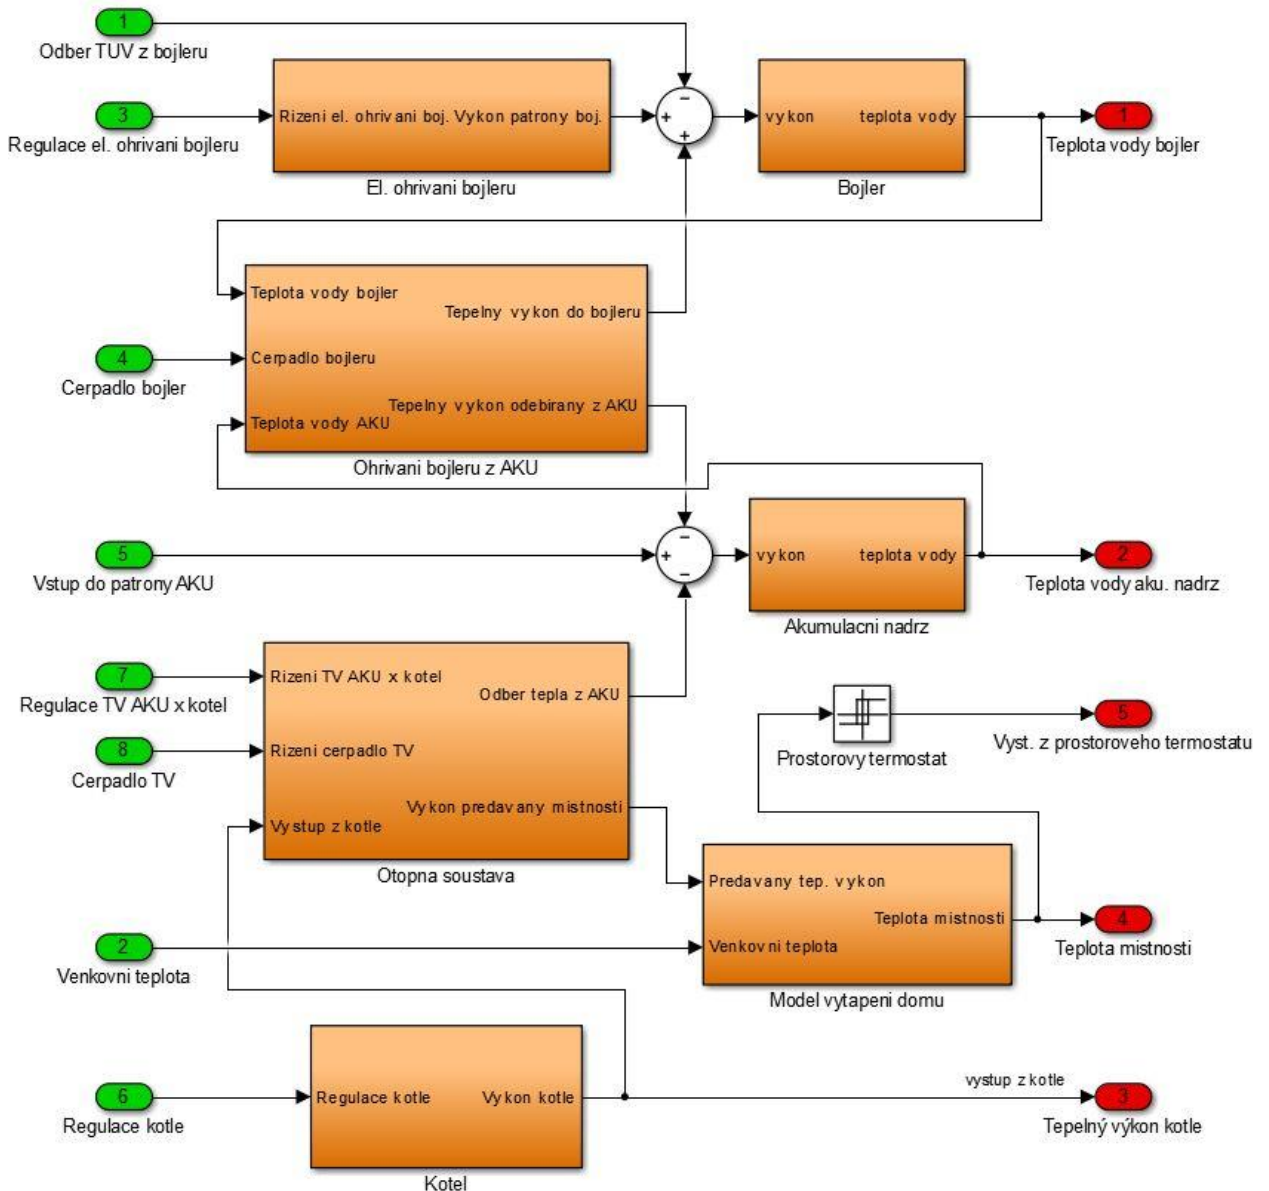 1
Odber TUV z bojleru
3
Regulace el. ohrivani bojleru
Rizeni el. ohrivani boj. Vykon patrony boj.
El. ohrivani bojleru
−
+
+
vykon teplota vody
Bojler
1
Teplota vody bojler
Teplota vody bojler
Tepelny vykon do bojleru
4
Cerpadlo bojler
Cerpadlo bojleru
Tepelny vykon odebirany z AKU
Teplota vody AKU
Ohrivani bojleru z AKU
5
Vstup do patrony AKU
−
+
−
vykon teplota vody
Akumulacni nadrz
2
Teplota vody aku. nadrz
7
Regulace TV AKU x kotel
Rizeni TV AKU x kotel
Odber tepla z AKU
8
Cerpadlo TV
Rizeni cerpadlo TV
Vykon predavany mistnosti
Vystup z kotle
Otopna soustava
Prostorovy termostat
5
Vyst. z prostoroveho termostatu
Predavany tep. vykon
Teplota mistnosti
Venkovni teplota
Model vytapeni domu
4
Teplota mistnosti
2
Venkovni teplota
6
Regulace kotle
Regulace kotle Vykon kotle
Kotel
vystup z kotle
3
Tepelný výkon kotle